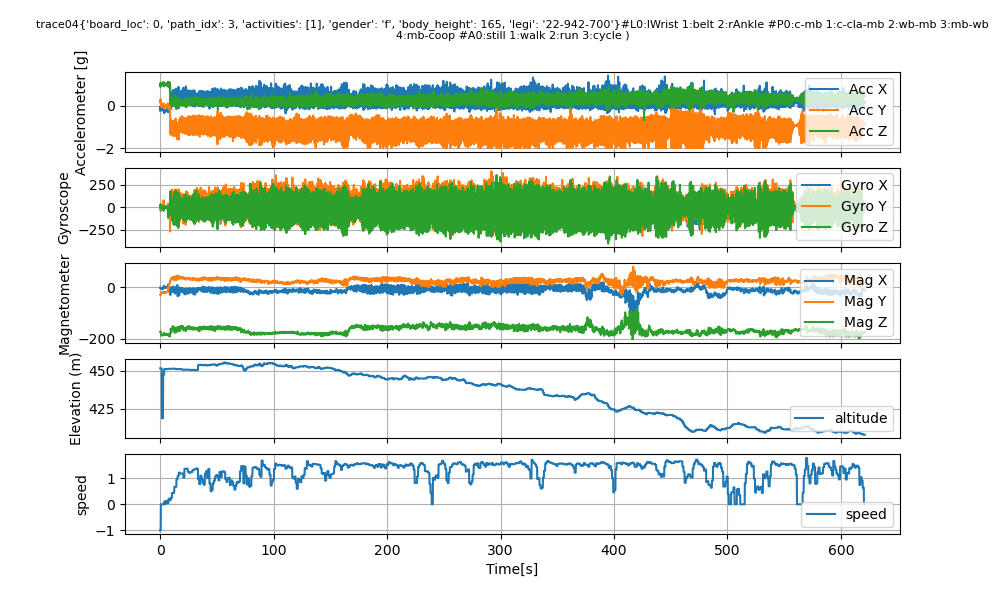 trace04{'board_loc': 0, 'path_idx': 3, 'activities': [1], 'gender': 'f', 'body_height': 165, 'legi': '22-942-700'}#L0:lWrist 1:belt 2:rAnkle #P0:c-mb 1:c-cla-mb 2:wb-mb 3:mb-wb
4:mb-coop #A0:still 1:walk 2:run 3:cycle )
Accelerometer [g]
0
−2
Acc X
Acc Y
Acc Z
Gyroscope
250
0
−250
Gyro X
Gyro Y
Gyro Z
Magnetometer
0
−200
Mag X
Mag Y
Mag Z
Elevation (m)
450
425
altitude
speed
1
0
−1
speed
0 100 200 300 400 500 600
Time[s]